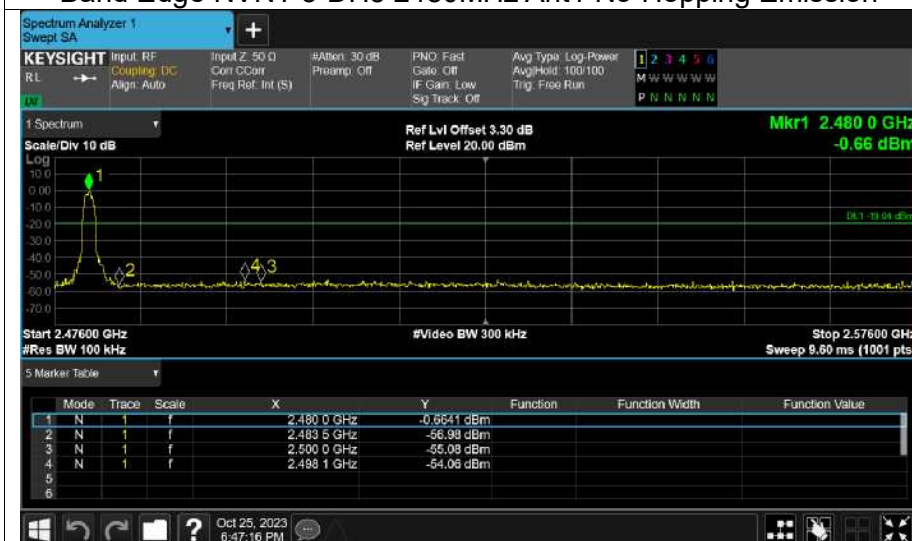 Band Edge NVNT 3-DH5 2480MHz Ant1 No-Hopping Emission
Spectrum Analyzer 1
Swept SA
+
KEYSIGHT Input: RF Input Z: 50 Ω #Atten: 30 dB PNO: Fast Avg Type: Log-Power 1 2 3 4 5 6
RL Coupling: DC Corr CCorr Preamp: Off Gate: Off Avg|Hold: 100/100 M W W W W W
Align: Auto Freq Ref: Int (S) IF Gain: Low Trig: Free Run
Sig Track: Off P N N N N N
1 Spectrum
Ref Lvl Offset 3.30 dB Mkr1 2.480 0 GHz
Scale/Div 10 dB Ref Level 20.00 dBm -0.66 dBm
Log
10.0
1
0.00
-10.0
-20.0 DL1 -19.04 dBm
-30.0
-40.0
2 4 3
-50.0
-60.0
-70.0
Start 2.47600 GHz #Video BW 300 kHz Stop 2.57600 GHz
#Res BW 100 kHz Sweep 9.60 ms (1001 pts
5 Marker Table
Mode Trace Scale X Y Function Function Width Function Value
1 N 1 f 2.480 0 GHz -0.6641 dBm
2 N 1 f 2.483 5 GHz -56.98 dBm
3 N 1 f 2.500 0 GHz -55.08 dBm
4 N 1 f 2.498 1 GHz -54.06 dBm
5
6
? Oct 25, 2023
6:47:16 PM